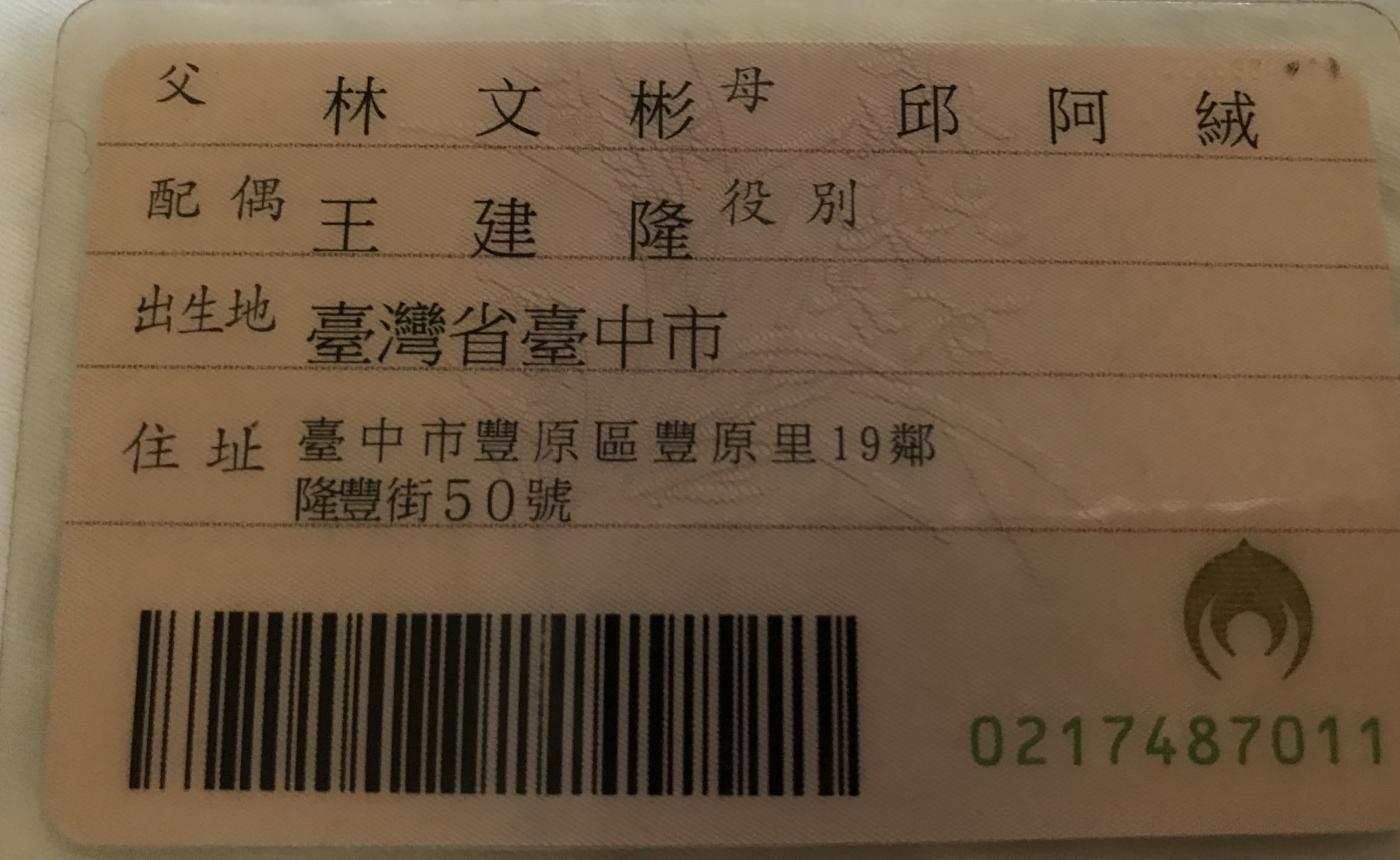 父 林文彬 母 邱阿絨
配偶 王建隆 役別
出生地 臺灣省臺中市
住址 臺中市豐原區豐原里19鄰
隆豐街50號
0217487011